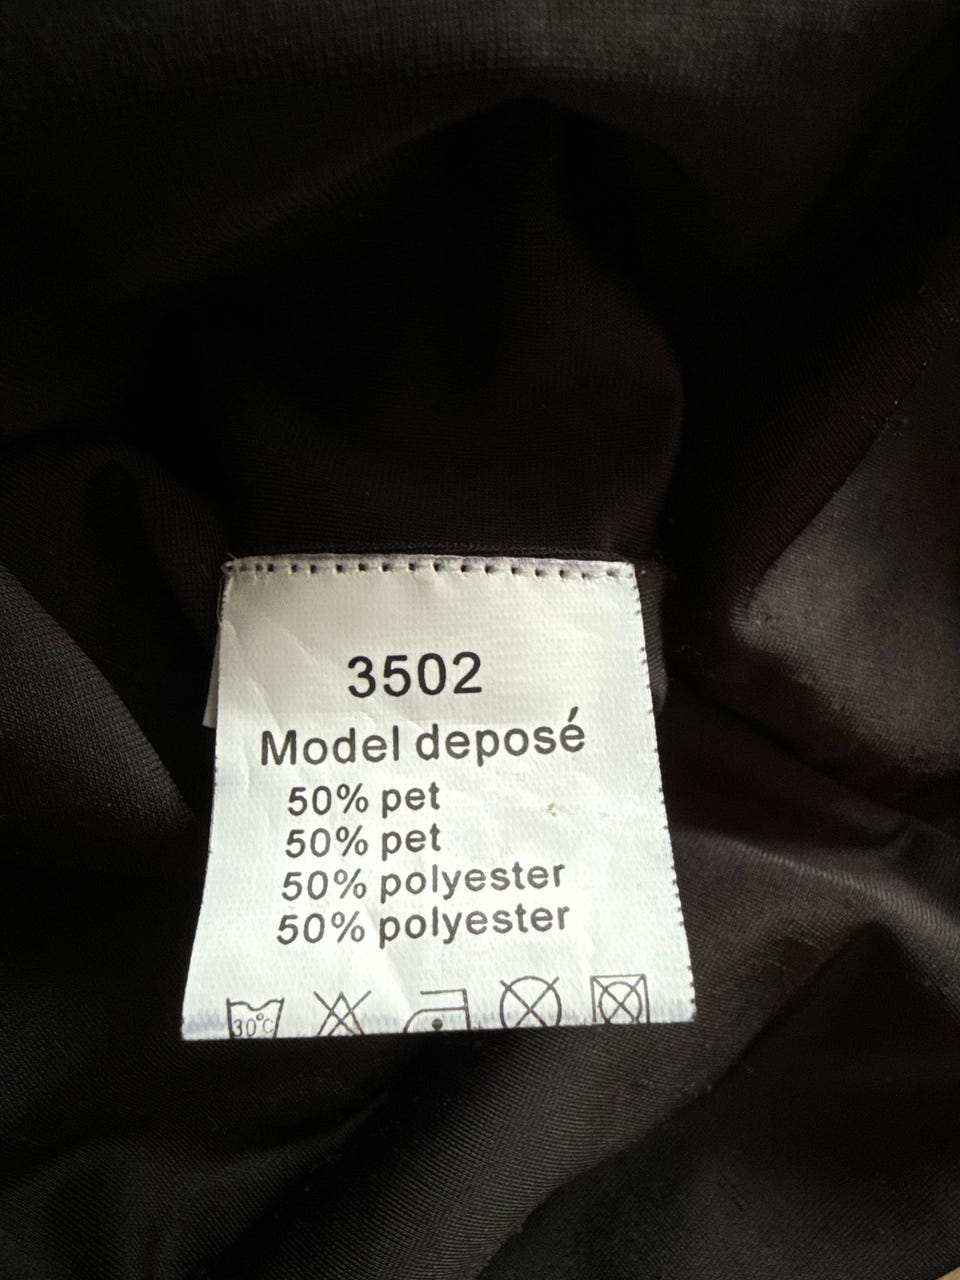 3502
Model deposé
50% pet
50% pet
50% polyester
50% polyester
30°C